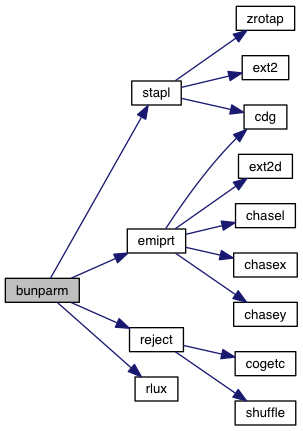 zrotap
ext2
stapl
cdg
ext2d
chasel
emiprt
chasex
bunparm
chasey
reject
cogetc
rlux
shuffle